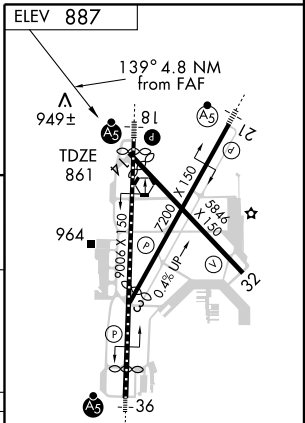 ELEV 887
139° 4.8 NM
from FAF
949±
A5
18
A5
21
P
TDZE
861
14
P
964
9006 X 150
7200 X 150
5846
X 150
P
0.4% UP
V
32
30
P
A5
36